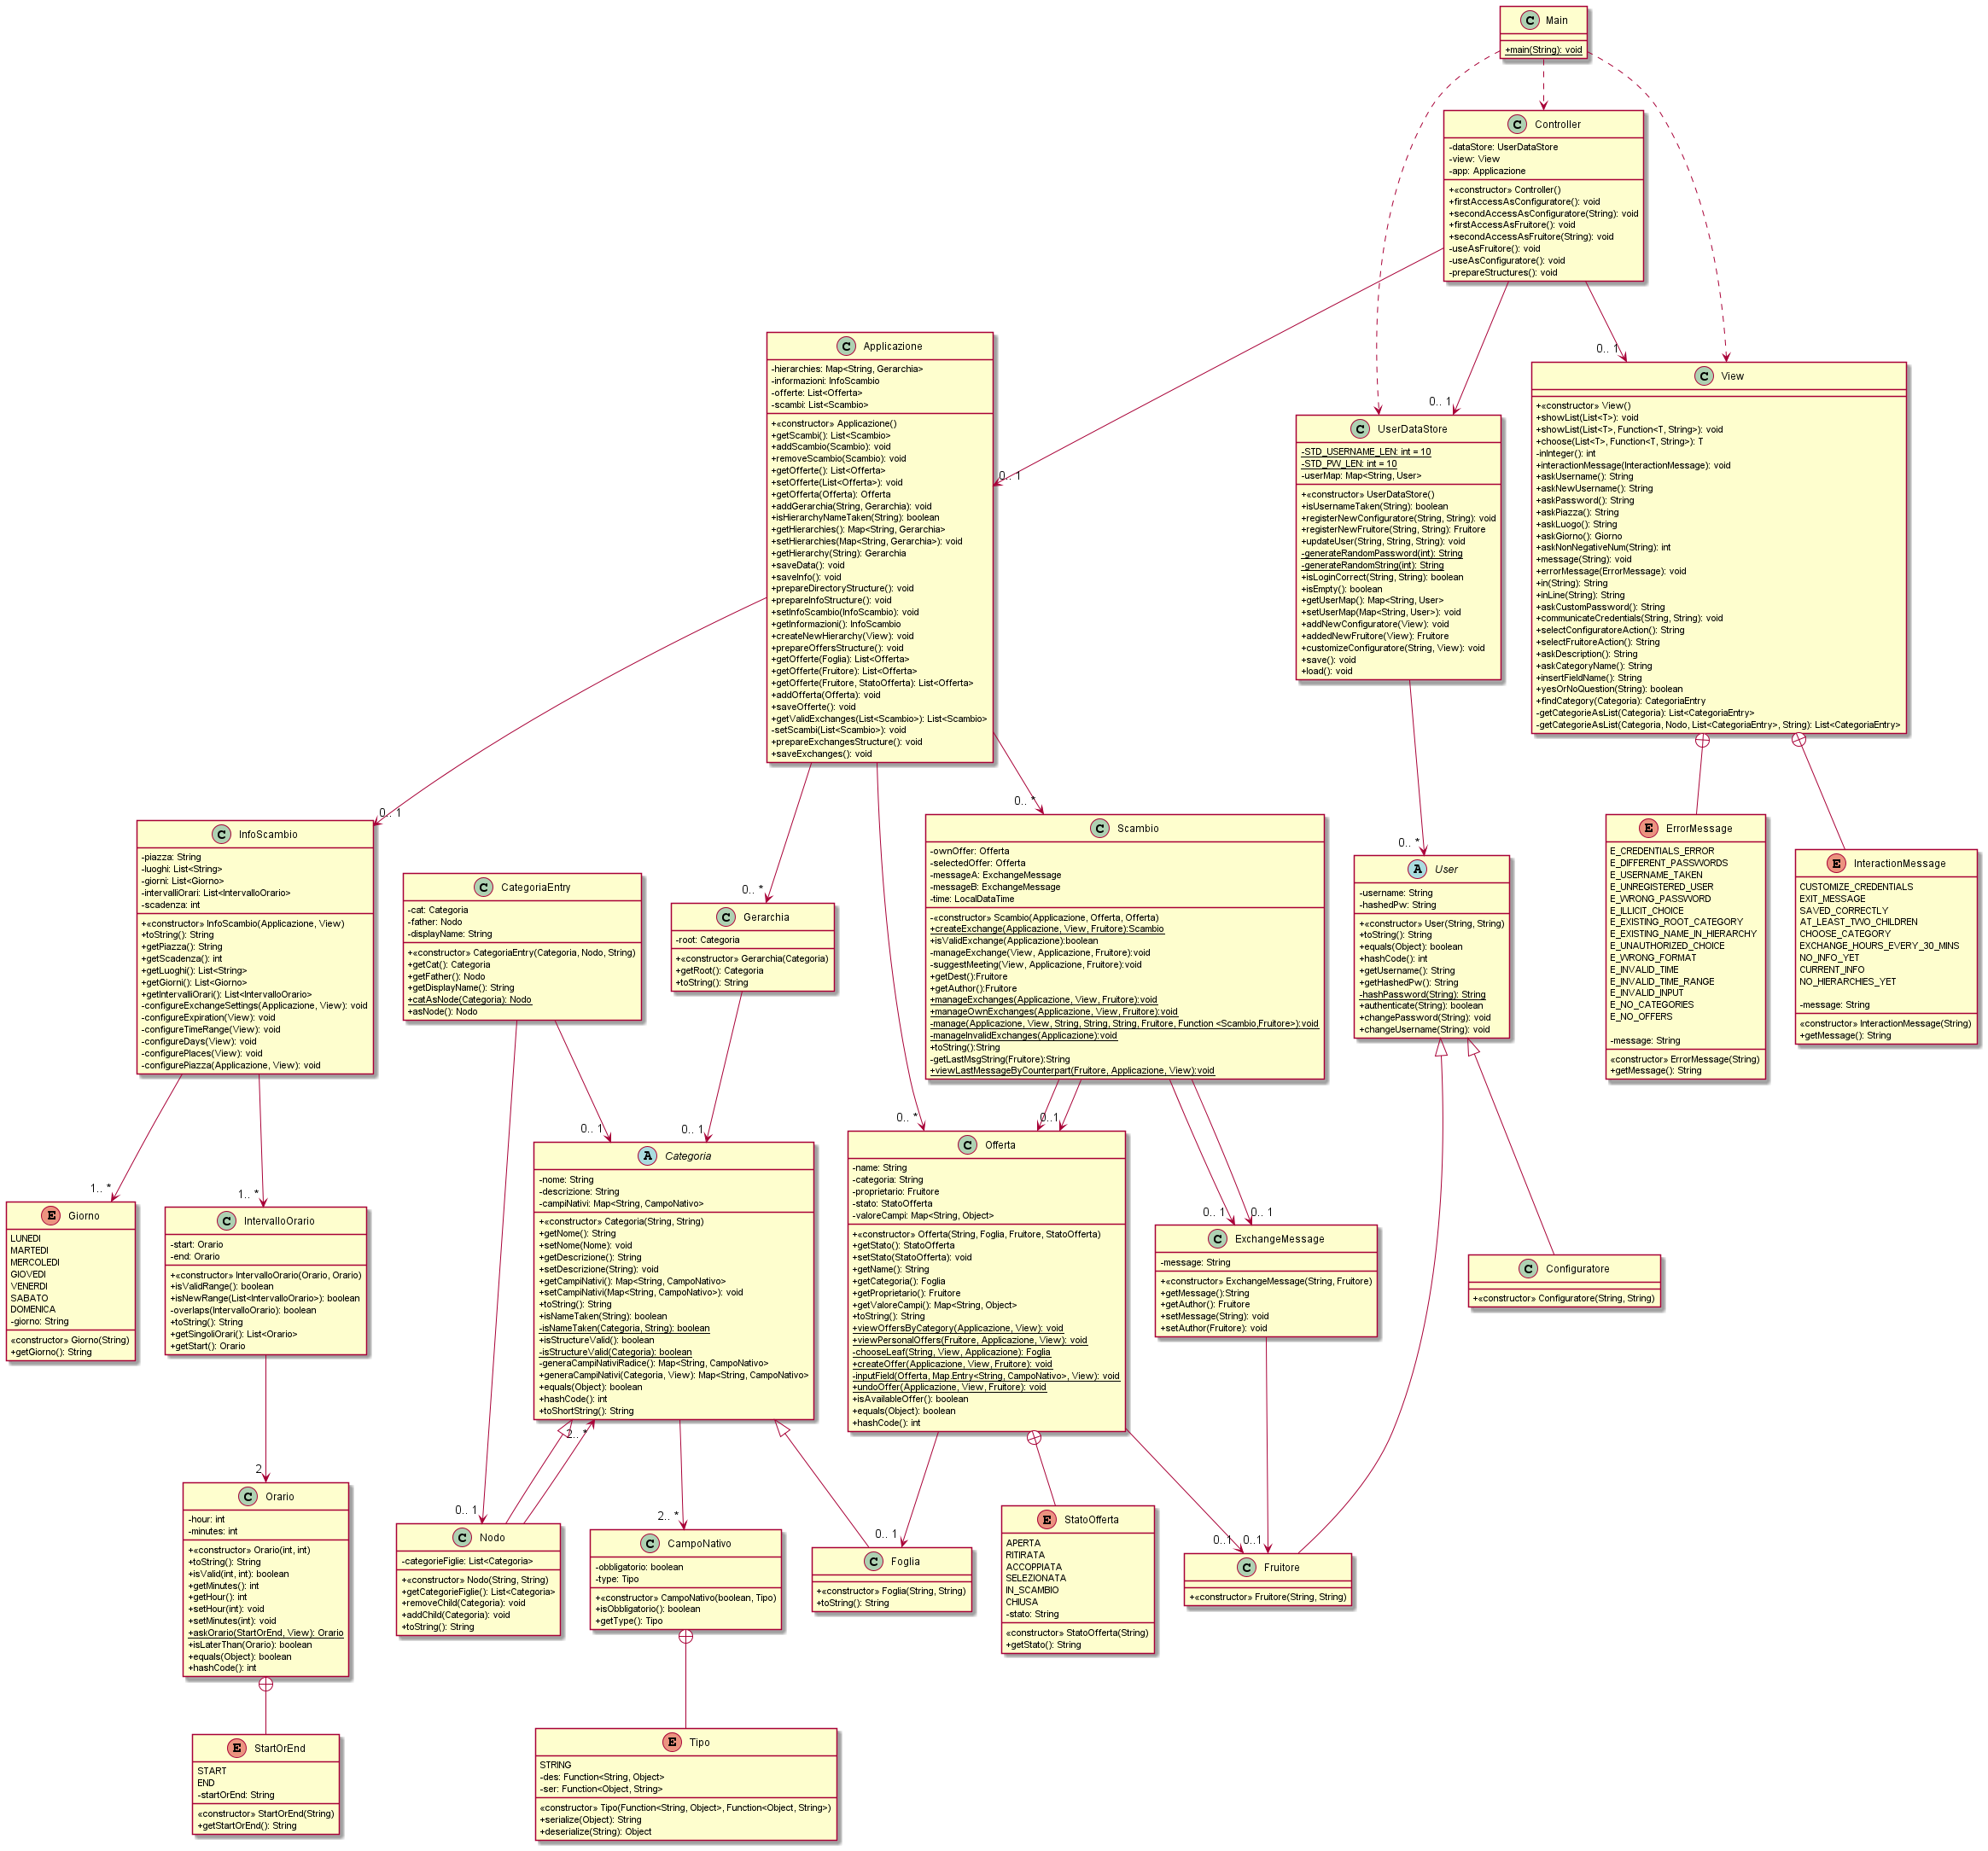 C Main
+main(String): void
C Controller
-dataStore: UserDataStore
-view: View
-app: Applicazione
+«constructor» Controller()
+firstAccessAsConfiguratore(): void
+secondAccessAsConfiguratore(String): void
+firstAccessAsFruitore(): void
+secondAccessAsFruitore(String): void
-useAsFruitore(): void
-useAsConfiguratore(): void
-prepareStructures(): void
0.. 1
0.. 1
0.. 1
C Applicazione
-hierarchies: Map<String, Gerarchia>
-informazioni: InfoScambio
-offerte: List<Offerta>
-scambi: List<Scambio>
+«constructor» Applicazione()
+getScambi(): List<Scambio>
+addScambio(Scambio): void
+removeScambio(Scambio): void
+getOfferte(): List<Offerta>
+setOfferte(List<Offerta>): void
+getOfferta(Offerta): Offerta
+addGerarchia(String, Gerarchia): void
+isHierarchyNameTaken(String): boolean
+getHierarchies(): Map<String, Gerarchia>
+setHierarchies(Map<String, Gerarchia>): void
+getHierarchy(String): Gerarchia
+saveData(): void
+saveInfo(): void
+prepareDirectoryStructure(): void
+prepareInfoStructure(): void
+setInfoScambio(InfoScambio): void
+getInformazioni(): InfoScambio
+createNewHierarchy(View): void
+prepareOffersStructure(): void
+getOfferte(Foglia): List<Offerta>
+getOfferte(Fruitore): List<Offerta>
+getOfferte(Fruitore, StatoOfferta): List<Offerta>
+addOfferta(Offerta): void
+saveOfferte(): void
+getValidExchanges(List<Scambio>): List<Scambio>
-setScambi(List<Scambio>): void
+prepareExchangesStructure(): void
+saveExchanges(): void
C UserDataStore
-STD_USERNAME_LEN: int = 10
-STD_PW_LEN: int = 10
-userMap: Map<String, User>
+«constructor» UserDataStore()
+isUsernameTaken(String): boolean
+registerNewConfiguratore(String, String): void
+registerNewFruitore(String, String): Fruitore
+updateUser(String, String, String): void
-generateRandomPassword(int): String
-generateRandomString(int): String
+isLoginCorrect(String, String): boolean
+isEmpty(): boolean
+getUserMap(): Map<String, User>
+setUserMap(Map<String, User>): void
+addNewConfiguratore(View): void
+addedNewFruitore(View): Fruitore
+customizeConfiguratore(String, View): void
+save(): void
+load(): void
C View
+«constructor» View()
+showList(List<T>): void
+showList(List<T>, Function<T, String>): void
+choose(List<T>, Function<T, String>): T
-inInteger(): int
+interactionMessage(InteractionMessage): void
+askUsername(): String
+askNewUsername(): String
+askPassword(): String
+askPiazza(): String
+askLuogo(): String
+askGiorno(): Giorno
+askNonNegativeNum(String): int
+message(String): void
+errorMessage(ErrorMessage): void
+in(String): String
+inLine(String): String
+askCustomPassword(): String
+communicateCredentials(String, String): void
+selectConfiguratoreAction(): String
+selectFruitoreAction(): String
+askDescription(): String
+askCategoryName(): String
+insertFieldName(): String
+yesOrNoQuestion(String): boolean
+findCategory(Categoria): CategoriaEntry
-getCategorieAsList(Categoria): List<CategoriaEntry>
-getCategorieAsList(Categoria, Nodo, List<CategoriaEntry>, String): List<CategoriaEntry>
0.. 1
0.. *
0.. *
0.. *
C InfoScambio
-piazza: String
-luoghi: List<String>
-giorni: List<Giorno>
-intervalliOrari: List<IntervalloOrario>
-scadenza: int
+«constructor» InfoScambio(Applicazione, View)
+toString(): String
+getPiazza(): String
+getScadenza(): int
+getLuoghi(): List<String>
+getGiorni(): List<Giorno>
+getIntervalliOrari(): List<IntervalloOrario>
-configureExchangeSettings(Applicazione, View): void
-configureExpiration(View): void
-configureTimeRange(View): void
-configureDays(View): void
-configurePlaces(View): void
-configurePiazza(Applicazione, View): void
C CategoriaEntry
-cat: Categoria
-father: Nodo
-displayName: String
+«constructor» CategoriaEntry(Categoria, Nodo, String)
+getCat(): Categoria
+getFather(): Nodo
+getDisplayName(): String
+catAsNode(Categoria): Nodo
+asNode(): Nodo
C Gerarchia
-root: Categoria
+«constructor» Gerarchia(Categoria)
+getRoot(): Categoria
+toString(): String
C Scambio
-ownOffer: Offerta
-selectedOffer: Offerta
-messageA: ExchangeMessage
-messageB: ExchangeMessage
-time: LocalDataTime
-«constructor» Scambio(Applicazione, Offerta, Offerta)
+createExchange(Applicazione, View, Fruitore):Scambio
+isValidExchange(Applicazione):boolean
-manageExchange(View, Applicazione, Fruitore):void
-suggestMeeting(View, Applicazione, Fruitore):void
+getDest():Fruitore
+getAuthor():Fruitore
+manageExchanges(Applicazione, View, Fruitore):void
+manageOwnExchanges(Applicazione, View, Fruitore):void
-manage(Applicazione, View, String, String, String, Fruitore, Function <Scambio,Fruitore>):void
-manageInvalidExchanges(Applicazione):void
+toString():String
-getLastMsgString(Fruitore):String
+viewLastMessageByCounterpart(Fruitore, Applicazione, View):void
A User
-username: String
-hashedPw: String
+«constructor» User(String, String)
+toString(): String
+equals(Object): boolean
+hashCode(): int
+getUsername(): String
+getHashedPw(): String
-hashPassword(String): String
+authenticate(String): boolean
+changePassword(String): void
+changeUsername(String): void
E ErrorMessage
E_CREDENTIALS_ERROR
E_DIFFERENT_PASSWORDS
E_USERNAME_TAKEN
E_UNREGISTERED_USER
E_WRONG_PASSWORD
E_ILLICIT_CHOICE
E_EXISTING_ROOT_CATEGORY
E_EXISTING_NAME_IN_HIERARCHY
E_UNAUTHORIZED_CHOICE
E_WRONG_FORMAT
E_INVALID_TIME
E_INVALID_TIME_RANGE
E_INVALID_INPUT
E_NO_CATEGORIES
E_NO_OFFERS
-message: String
«constructor» ErrorMessage(String)
+getMessage(): String
E InteractionMessage
CUSTOMIZE_CREDENTIALS
EXIT_MESSAGE
SAVED_CORRECTLY
AT_LEAST_TWO_CHILDREN
CHOOSE_CATEGORY
EXCHANGE_HOURS_EVERY_30_MINS
NO_INFO_YET
CURRENT_INFO
NO_HIERARCHIES_YET
-message: String
«constructor» InteractionMessage(String)
+getMessage(): String
1.. *
1.. *
0.. 1
0.. 1
0.. *
0..1
0.. 1
0.. 1
E Giorno
LUNEDI
MARTEDI
MERCOLEDI
GIOVEDI
VENERDI
SABATO
DOMENICA
-giorno: String
«constructor» Giorno(String)
+getGiorno(): String
C IntervalloOrario
-start: Orario
-end: Orario
+«constructor» IntervalloOrario(Orario, Orario)
+isValidRange(): boolean
+isNewRange(List<IntervalloOrario>): boolean
-overlaps(IntervalloOrario): boolean
+toString(): String
+getSingoliOrari(): List<Orario>
+getStart(): Orario
A Categoria
-nome: String
-descrizione: String
-campiNativi: Map<String, CampoNativo>
+«constructor» Categoria(String, String)
+getNome(): String
+setNome(Nome): void
+getDescrizione(): String
+setDescrizione(String): void
+getCampiNativi(): Map<String, CampoNativo>
+setCampiNativi(Map<String, CampoNativo>): void
+toString(): String
+isNameTaken(String): boolean
-isNameTaken(Categoria, String): boolean
+isStructureValid(): boolean
-isStructureValid(Categoria): boolean
-generaCampiNativiRadice(): Map<String, CampoNativo>
+generaCampiNativi(Categoria, View): Map<String, CampoNativo>
+equals(Object): boolean
+hashCode(): int
+toShortString(): String
C Offerta
-name: String
-categoria: String
-proprietario: Fruitore
-stato: StatoOfferta
-valoreCampi: Map<String, Object>
+«constructor» Offerta(String, Foglia, Fruitore, StatoOfferta)
+getStato(): StatoOfferta
+setStato(StatoOfferta): void
+getName(): String
+getCategoria(): Foglia
+getProprietario(): Fruitore
+getValoreCampi(): Map<String, Object>
+toString(): String
+viewOffersByCategory(Applicazione, View): void
+viewPersonalOffers(Fruitore, Applicazione, View): void
-chooseLeaf(String, View, Applicazione): Foglia
+createOffer(Applicazione, View, Fruitore): void
-inputField(Offerta, Map.Entry<String, CampoNativo>, View): void
+undoOffer(Applicazione, View, Fruitore): void
+isAvailableOffer(): boolean
+equals(Object): boolean
+hashCode(): int
C ExchangeMessage
-message: String
+«constructor» ExchangeMessage(String, Fruitore)
+getMessage():String
+getAuthor(): Fruitore
+setMessage(String): void
+setAuthor(Fruitore): void
C Configuratore
+«constructor» Configuratore(String, String)
2
2.. *
0.. 1
2.. *
0.. 1
0..1
0..1
C Orario
-hour: int
-minutes: int
+«constructor» Orario(int, int)
+toString(): String
+isValid(int, int): boolean
+getMinutes(): int
+getHour(): int
+setHour(int): void
+setMinutes(int): void
+askOrario(StartOrEnd, View): Orario
+isLaterThan(Orario): boolean
+equals(Object): boolean
+hashCode(): int
C Nodo
-categorieFiglie: List<Categoria>
+«constructor» Nodo(String, String)
+getCategorieFiglie(): List<Categoria>
+removeChild(Categoria): void
+addChild(Categoria): void
+toString(): String
C CampoNativo
-obbligatorio: boolean
-type: Tipo
+«constructor» CampoNativo(boolean, Tipo)
+isObbligatorio(): boolean
+getType(): Tipo
C Foglia
+«constructor» Foglia(String, String)
+toString(): String
E StatoOfferta
APERTA
RITIRATA
ACCOPPIATA
SELEZIONATA
IN_SCAMBIO
CHIUSA
-stato: String
«constructor» StatoOfferta(String)
+getStato(): String
C Fruitore
+«constructor» Fruitore(String, String)
E StartOrEnd
START
END
-startOrEnd: String
«constructor» StartOrEnd(String)
+getStartOrEnd(): String
E Tipo
STRING
-des: Function<String, Object>
-ser: Function<Object, String>
«constructor» Tipo(Function<String, Object>, Function<Object, String>)
+serialize(Object): String
+deserialize(String): Object